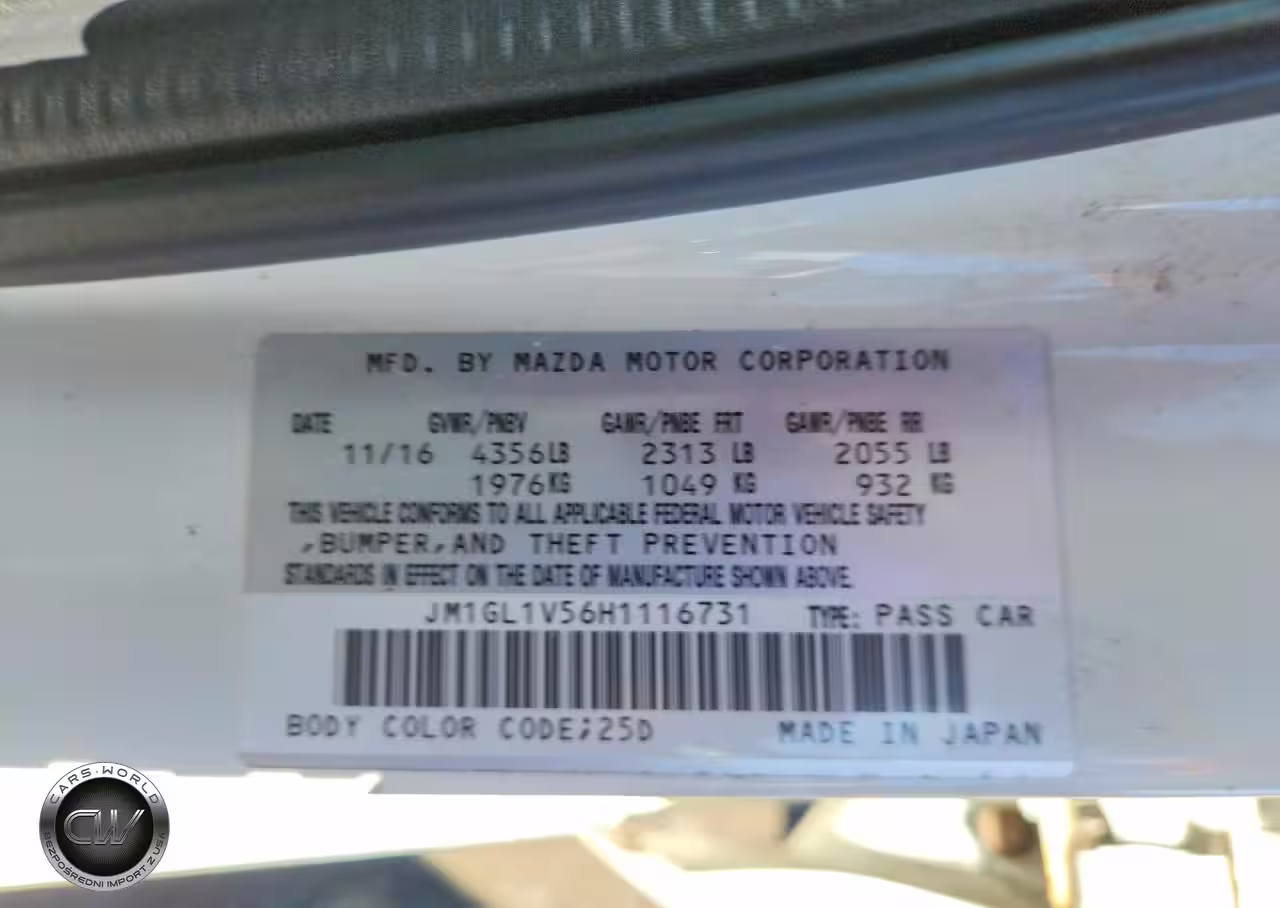 MFD. BY MAZDA MOTOR CORPORATION
DATE GVWR/PNBV GAWR/PNBE FRT GAWR/PNBE RR
11/16 4356LB 2313 LB 2055 LB
1976KG 1049 KG 932 KG
THIS VEHICLE CONFORMS TO ALL APPLICABLE FEDERAL MOTOR VEHICLE SAFETY
,BUMPER,AND THEFT PREVENTION
STANDARDS IN EFFECT ON THE DATE OF MANUFACTURE SHOWN ABOVE.
JM1GL1V56H1116731 TYPE: PASS CAR
BODY COLOR CODE;25D MADE IN JAPAN
CARS·WORLD
CW
BEZPOŚREDNI IMPORT Z USA